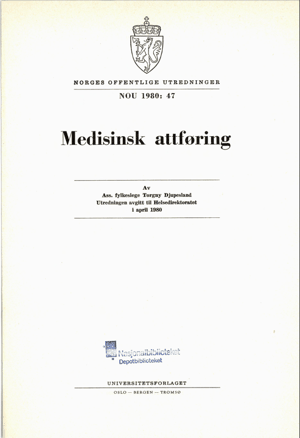 NORGES OFFENTLIGE UTREDNINGER
NOU 1980: 47
Medisinsk attføring
Av
Ass. fylkeslege Torgny Djupesland
Utredningen avgitt til Helsedirektoratet
i april 1980
Nasjonalbiblioteket
Depotbiblioteket
UNIVERSITETSFORLAGET
OSLO — BERGEN — TROMSØ